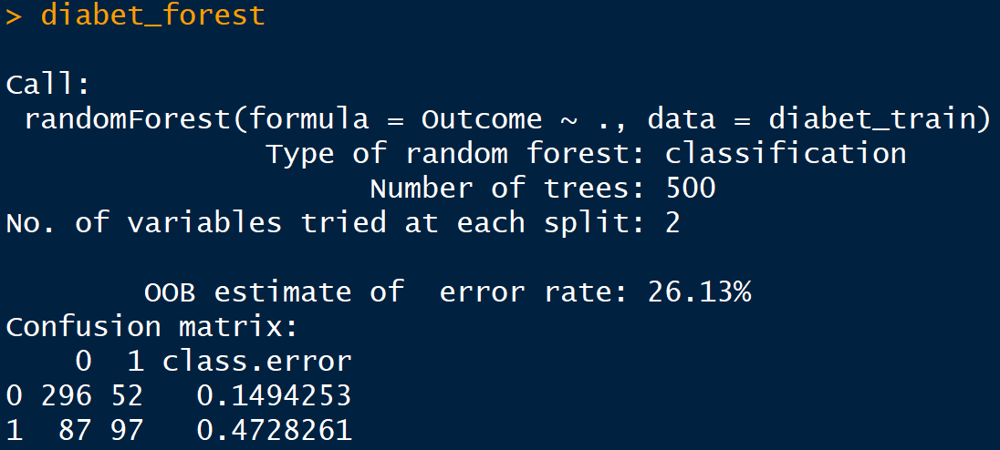 > diabet_forest
Call:
randomForest(formula = Outcome ~ ., data = diabet_train)
Type of random forest: classification
Number of trees: 500
No. of variables tried at each split: 2
OOB estimate of  error rate: 26.13%
Confusion matrix:
0 1 class.error
0 296 52 0.1494253
1 87 97 0.4728261